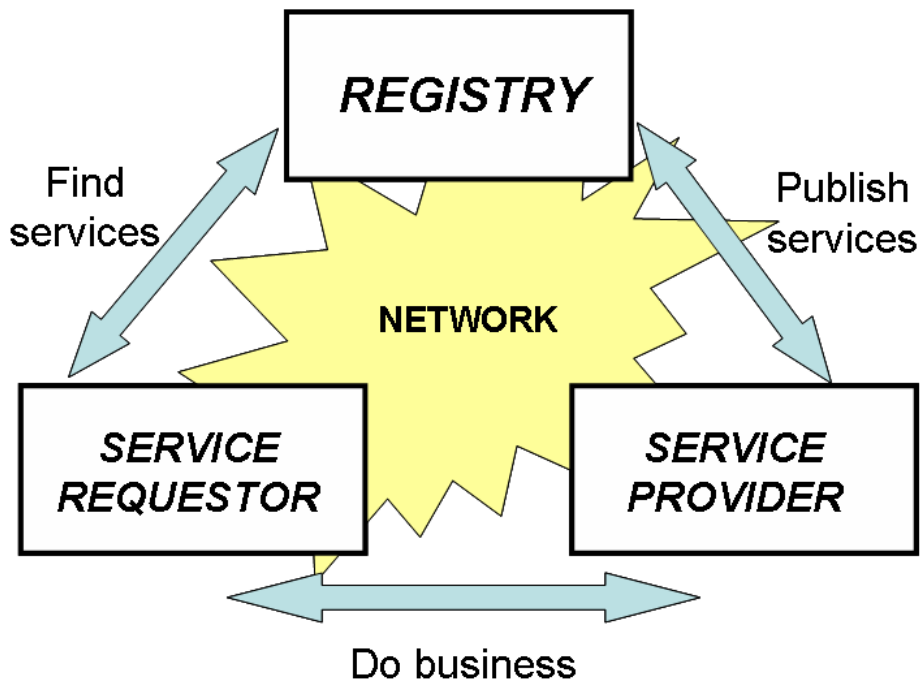 REGISTRY
Find
services
Publish
services
NETWORK
SERVICE
REQUESTOR
SERVICE
PROVIDER
Do business